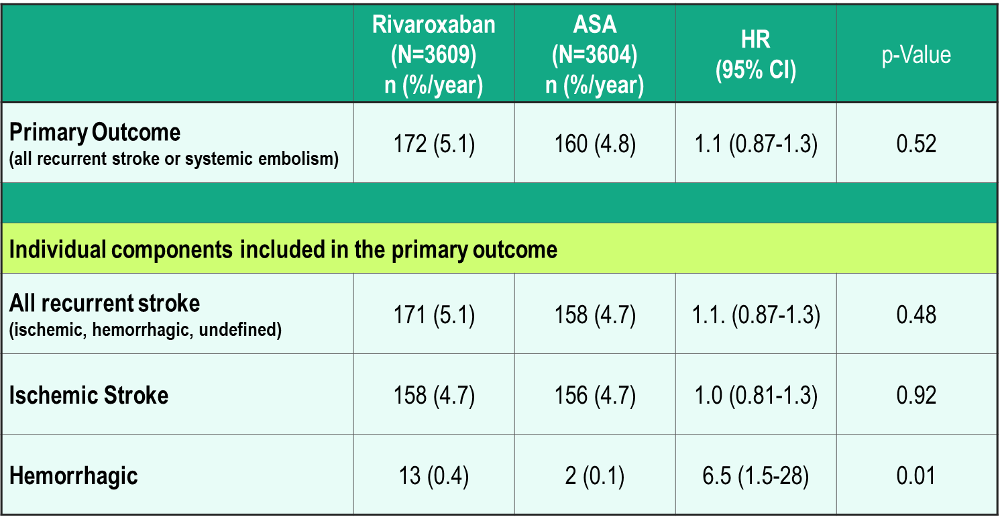 Rivaroxaban
(N=3609)
n (%/year)
ASA
(N=3604)
n (%/year)
HR
(95% CI)
p-Value
Primary Outcome
(all recurrent stroke or systemic embolism)
172 (5.1)
160 (4.8)
1.1 (0.87-1.3)
0.52
Individual components included in the primary outcome
All recurrent stroke
(ischemic, hemorrhagic, undefined)
171 (5.1)
158 (4.7)
1.1. (0.87-1.3)
0.48
Ischemic Stroke
158 (4.7)
156 (4.7)
1.0 (0.81-1.3)
0.92
Hemorrhagic
13 (0.4)
2 (0.1)
6.5 (1.5-28)
0.01